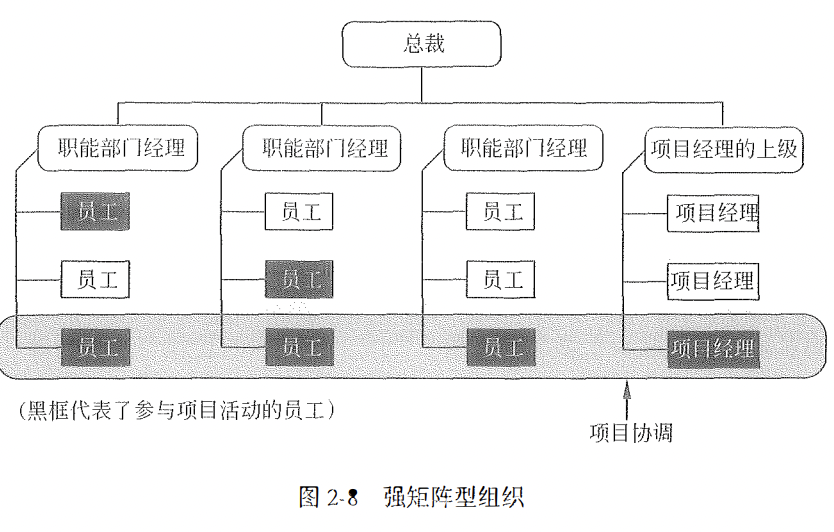 总裁
职能部门经理 职能部门经理 职能部门经理 项目经理的上级
员工 员工 员工 项目经理
员工 员工 员工 项目经理
员工 员工 员工 项目经理
(黑框代表了参与项目活动的员工)
项目协调
图 2-8 强矩阵型组织